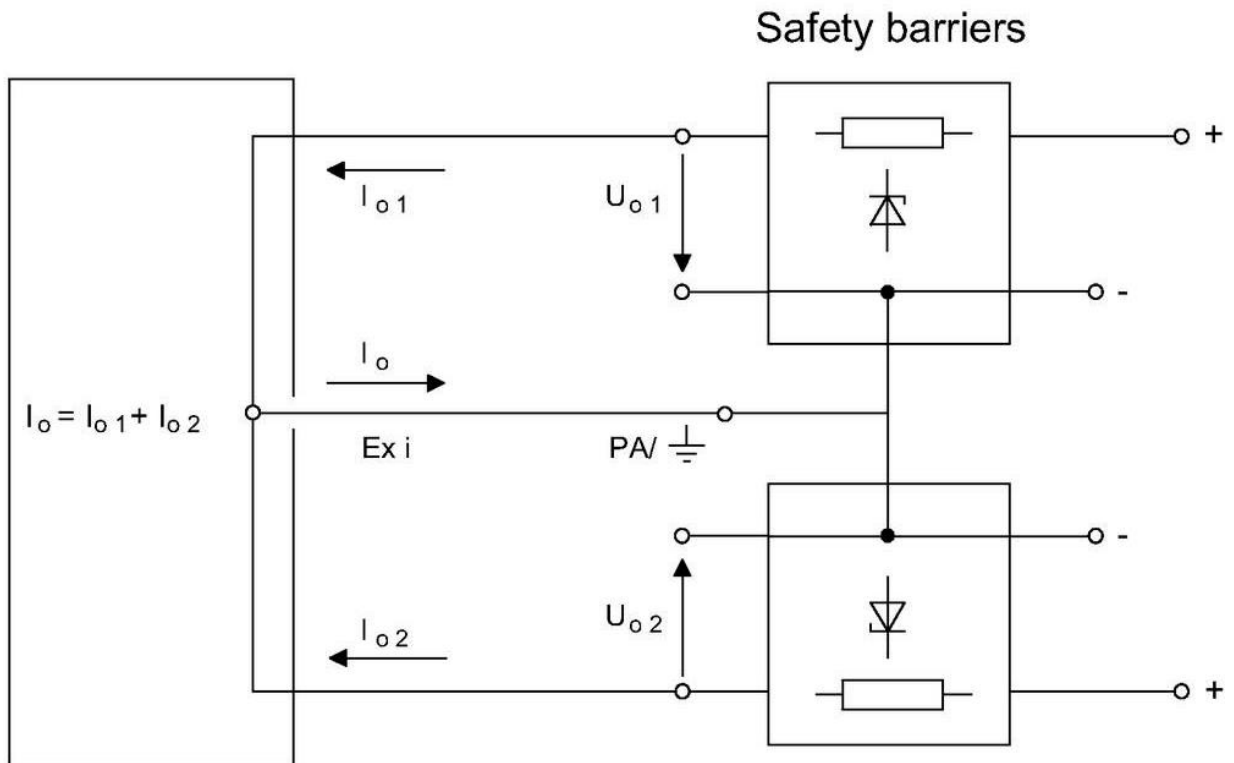 Safety barriers
+
I o 1
U o 1
-
I o
I o = I o 1 + I o 2
Ex i
PA/
-
I o 2
U o 2
+